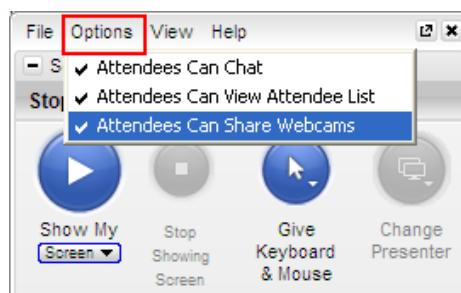 File Options View Help
S
✓ Attendees Can Chat
Stop
✓ Attendees Can View Attendee List
✓ Attendees Can Share Webcams
Show My Screen
Stop Showing Screen
Give Keyboard & Mouse
Change Presenter